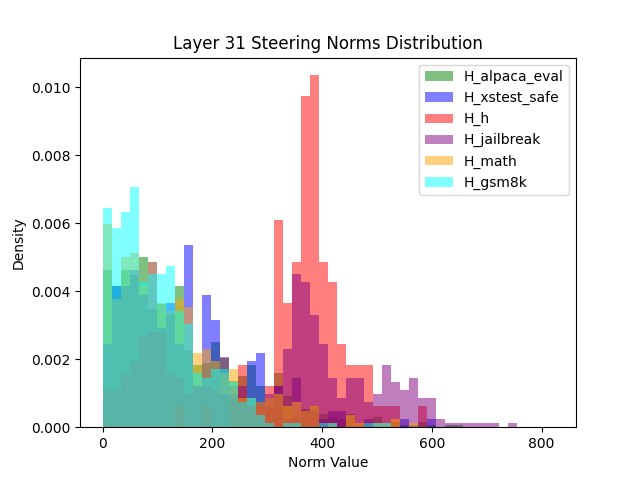 Layer 31 Steering Norms Distribution
H_alpaca_eval
H_xstest_safe
H_h
H_jailbreak
H_math
H_gsm8k
0.010
0.008
0.006
0.004
0.002
0.000
Density
0
200
400
600
800
Norm Value